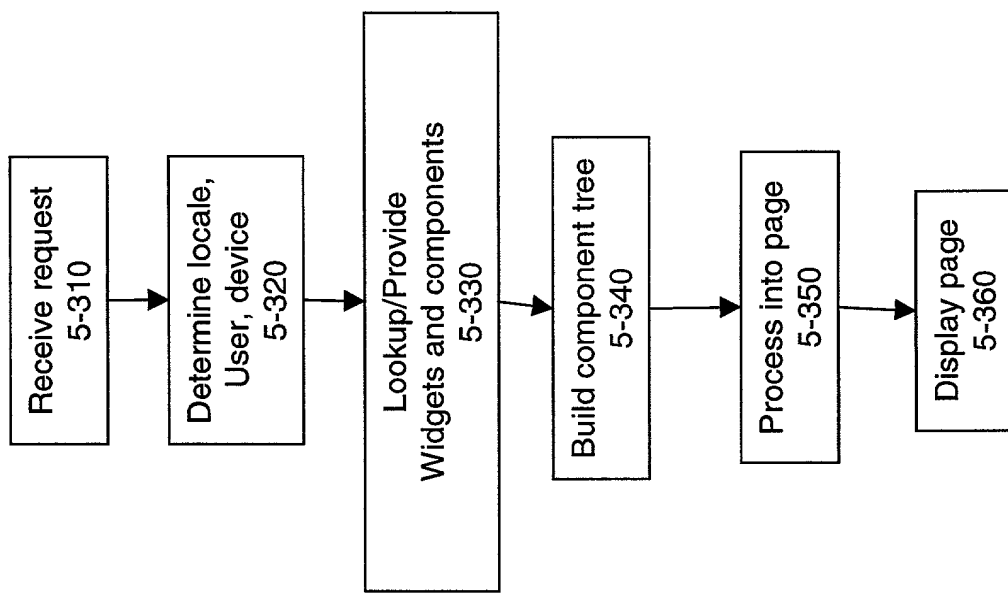 Receive request
5-310
Determine locale,
User, device
5-320
Lookup/Provide
Widgets and components
5-330
Build component tree
5-340
Process into page
5-350
Display page
5-360